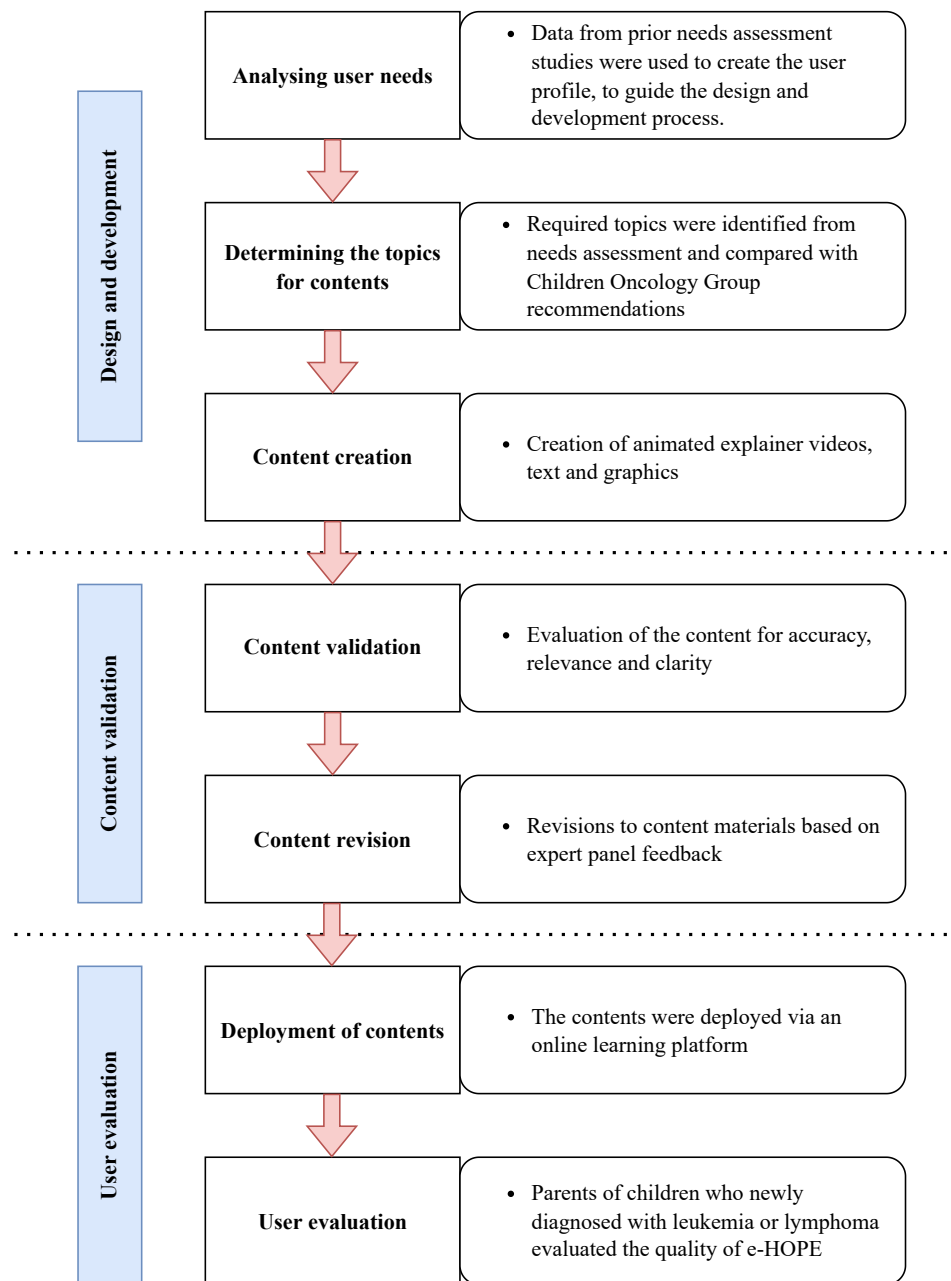 Design and development
Analysing user needs
• Data from prior needs assessment
studies were used to create the user
profile, to guide the design and
development process.
Determining the topics
for contents
• Required topics were identified from
needs assessment and compared with
Children Oncology Group
recommendations
Content creation
• Creation of animated explainer videos,
text and graphics
Content validation
Content validation
• Evaluation of the content for accuracy,
relevance and clarity
Content revision
• Revisions to content materials based on
expert panel feedback
User evaluation
Deployment of contents
• The contents were deployed via an
online learning platform
User evaluation
• Parents of children who newly
diagnosed with leukemia or lymphoma
evaluated the quality of e-HOPE